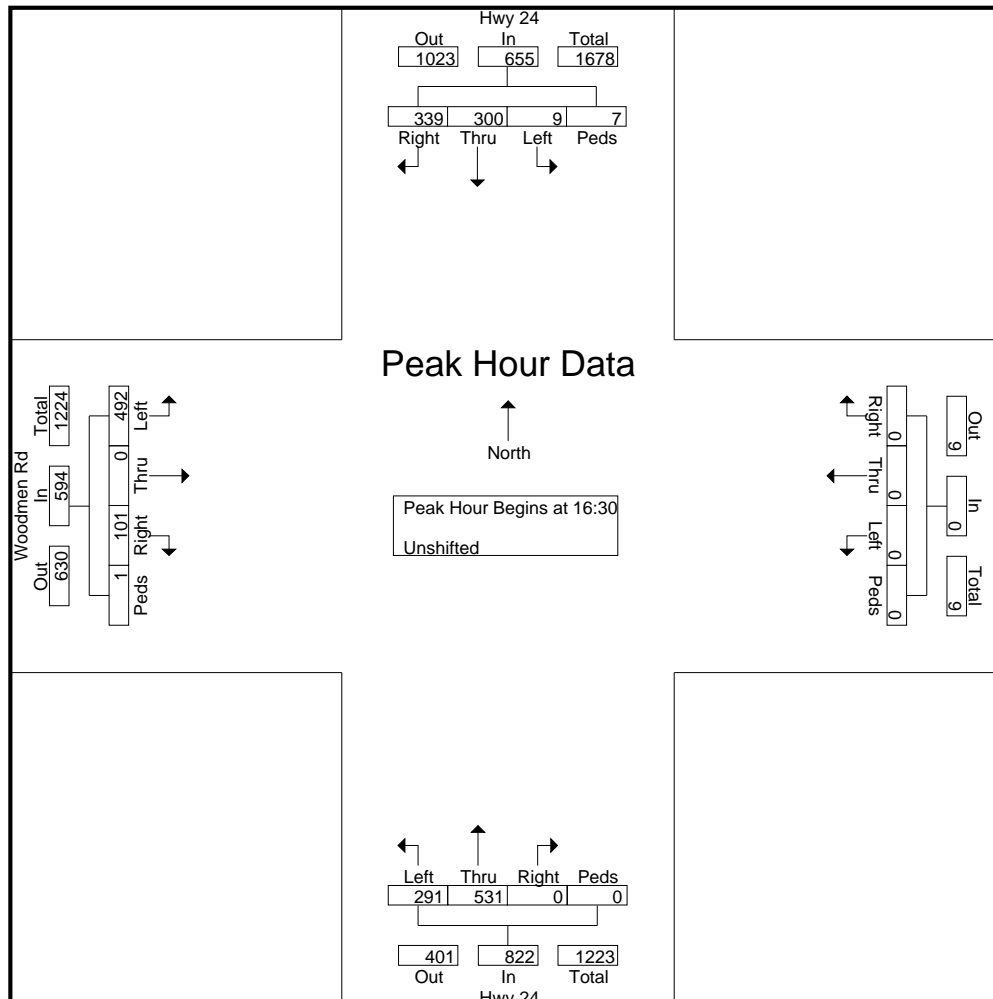 Hwy 24
Out In Total
1023 655 1678
339 300 9 7
Right Thru Left Peds
Peak Hour Data
North
Peak Hour Begins at 16:30
Unshifted
Woodmen Rd
Out In Total
630 594 1224
Left Thru Right Peds
492 0 101 1
Right Thru Left Peds
0 0 0 0
Out In Total
9 0 9
Left Thru Right Peds
291 531 0 0
401 822 1223
Out In Total
Hwy 24